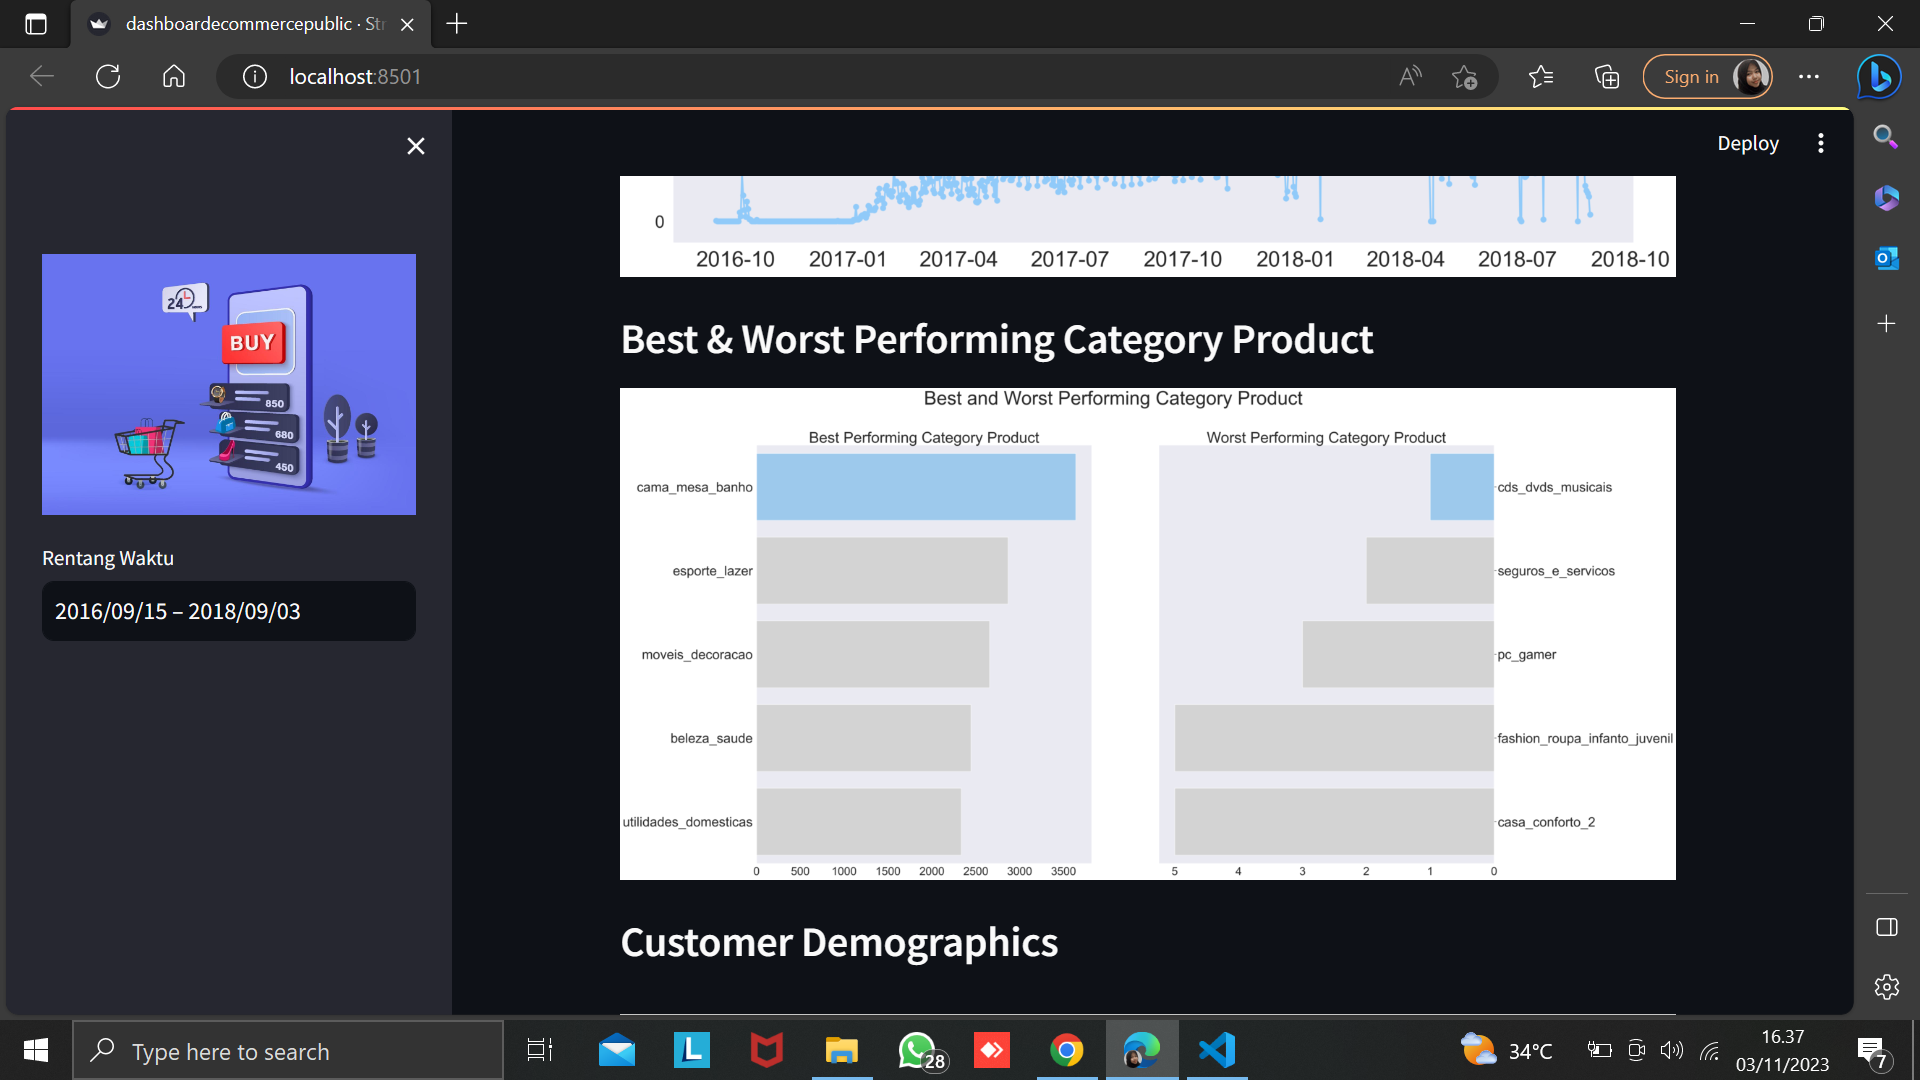 dashboardecommercepublic · Str
localhost:8501
Sign in
Deploy
24
BUY
850
680
450
Rentang Waktu
2016/09/15 – 2018/09/03
0
2016-10 2017-01 2017-04 2017-07 2017-10 2018-01 2018-04 2018-07 2018-10
Best & Worst Performing Category Product
Best and Worst Performing Category Product
Best Performing Category Product
cama_mesa_banho
esporte_lazer
moveis_decoracao
beleza_saude
utilidades_domesticas
0 500 1000 1500 2000 2500 3000 3500
Worst Performing Category Product
cds_dvds_musicais
seguros_e_servicos
pc_gamer
fashion_roupa_infanto_juvenil
casa_conforto_2
5 4 3 2 1 0
Customer Demographics
Type here to search
28
34°C
16.37
03/11/2023
7